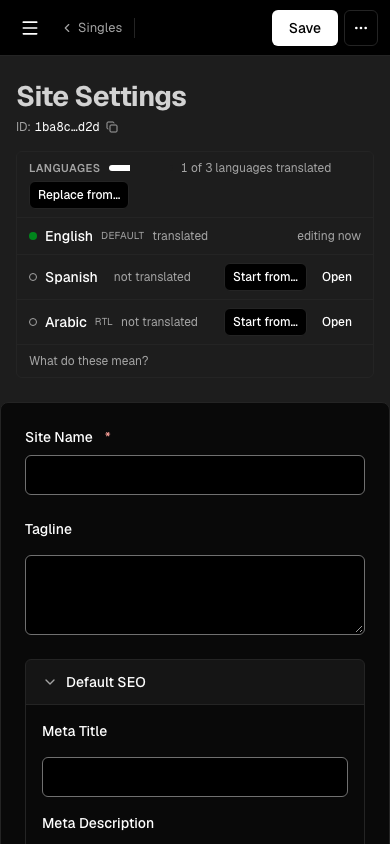 Singles
Save
Site Settings
ID: 1ba8c…d2d
LANGUAGES 1 of 3 languages translated
Replace from…
English DEFAULT translated editing now
Spanish not translated Start from… Open
Arabic RTL not translated Start from… Open
What do these mean?
Site Name *
Tagline
Default SEO
Meta Title
Meta Description